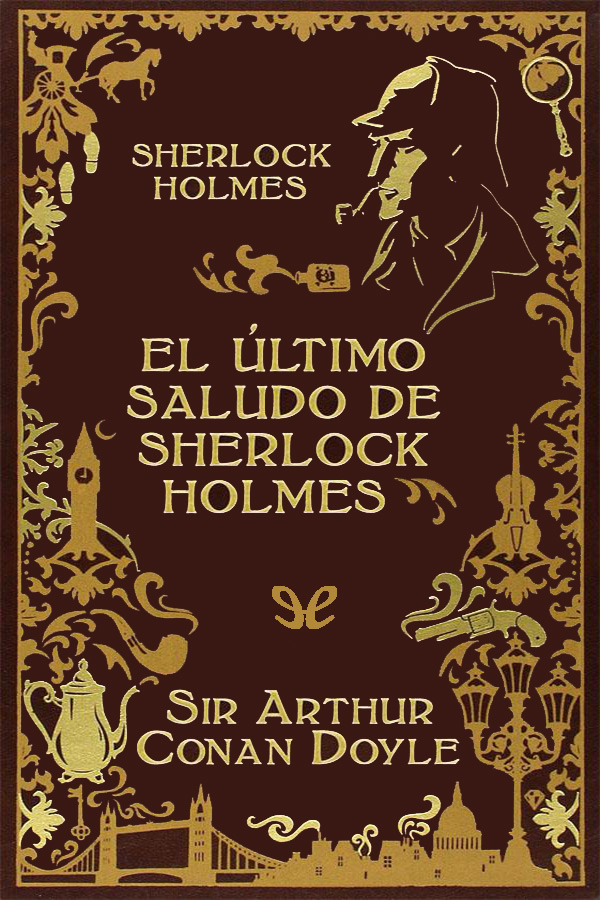 SHERLOCK
HOLMES
EL ÚLTIMO
SALUDO DE
SHERLOCK
HOLMES
SIR ARTHUR
CONAN DOYLE